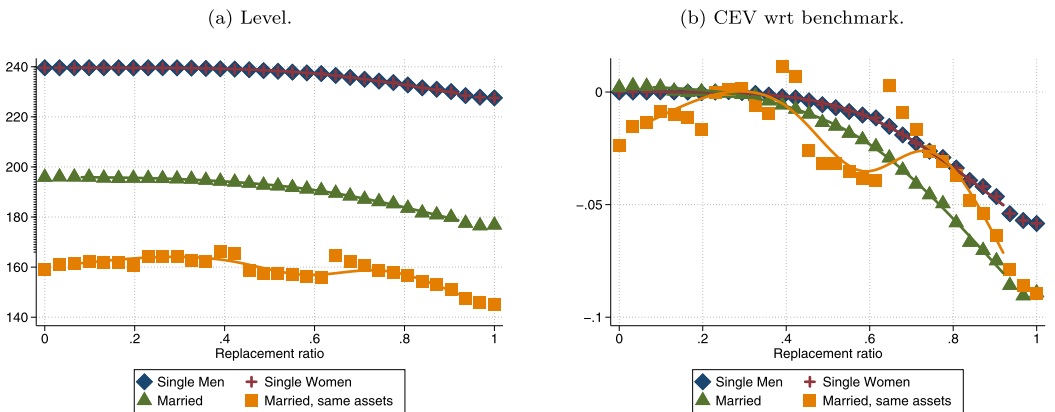 (a) Level.
240
220
200
180
160
140
0
.2
.4
.6
.8
1
Replacement ratio
Single Men
Single Women
Married
Married, same assets
(b) CEV wrt benchmark.
0
-.05
-.1
0
.2
.4
.6
.8
1
Replacement ratio
Single Men
Single Women
Married
Married, same assets